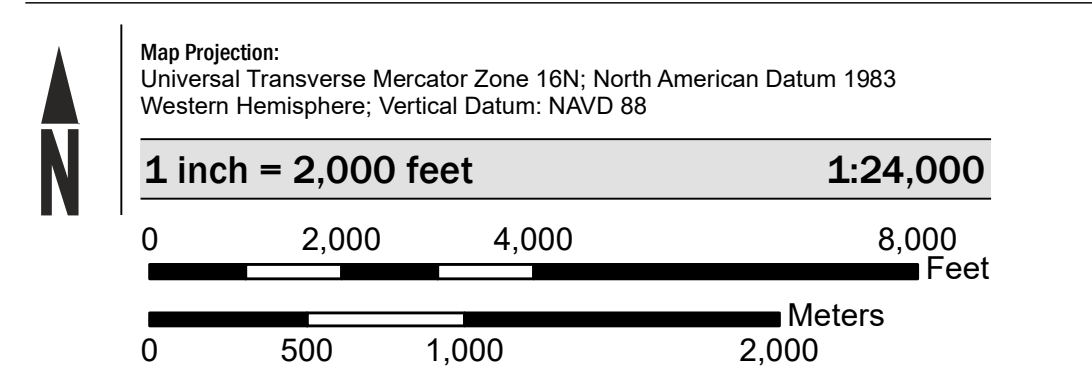 Map Projection:
Universal Transverse Mercator Zone 16N; North American Datum 1983
Western Hemisphere; Vertical Datum: NAVD 88
N
1 inch = 2,000 feet 1:24,000
0 2,000 4,000 8,000
Feet
Meters
0 500 1,000 2,000